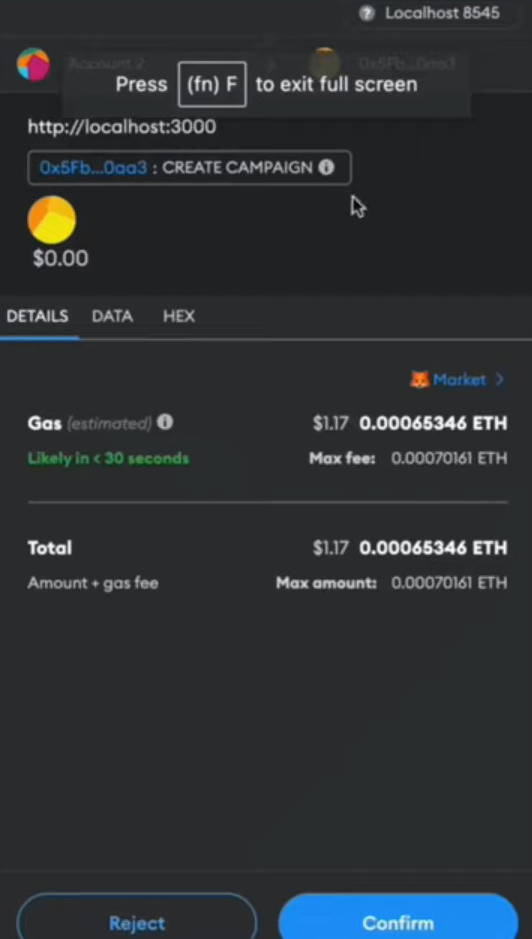 Localhost 8545
Account 2
0x5Fb...0aa3
Press (fn) F to exit full screen
http://localhost:3000
0x5Fb...0aa3 : CREATE CAMPAIGN
$0.00
DETAILS DATA HEX
Market >
Gas (estimated) $1.17 0.00065346 ETH
Likely in < 30 seconds Max fee: 0.00070161 ETH
Total $1.17 0.00065346 ETH
Amount + gas fee Max amount: 0.00070161 ETH
Reject Confirm